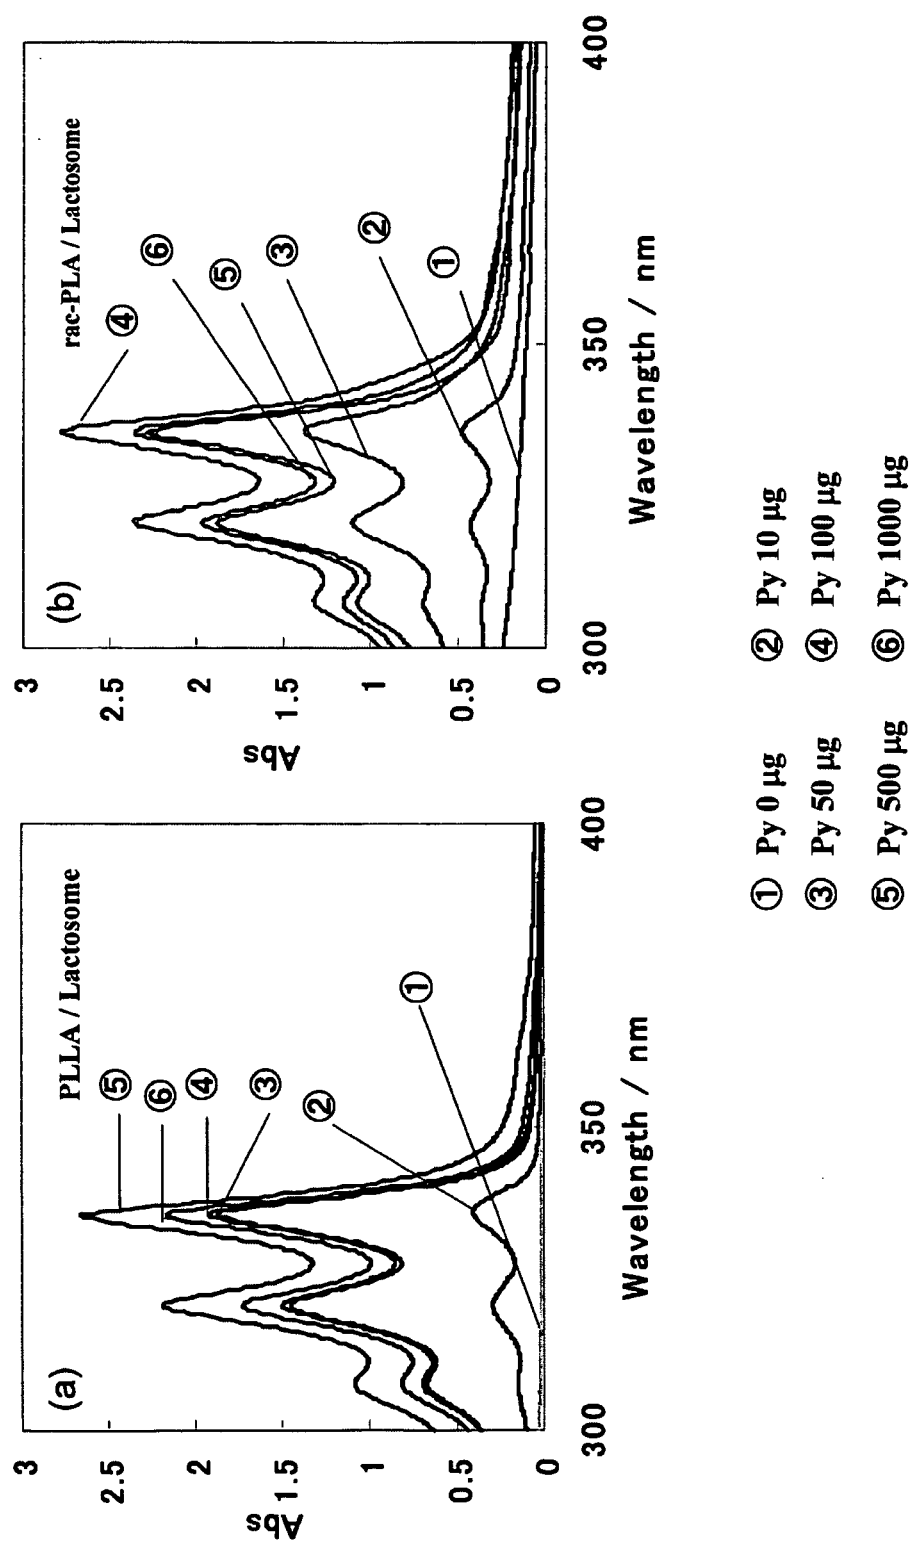 (a)
PLLA / Lactosome
Abs
3
2.5
2
1.5
1
0.5
0
⑤
⑥
④
③
②
①
300
350
400
Wavelength / nm
(b)
rac-PLA / Lactosome
Abs
3
2.5
2
1.5
1
0.5
0
④
⑥
⑤
③
②
①
300
350
400
Wavelength / nm
① Py 0 μg
② Py 10 μg
③ Py 50 μg
④ Py 100 μg
⑤ Py 500 μg
⑥ Py 1000 μg